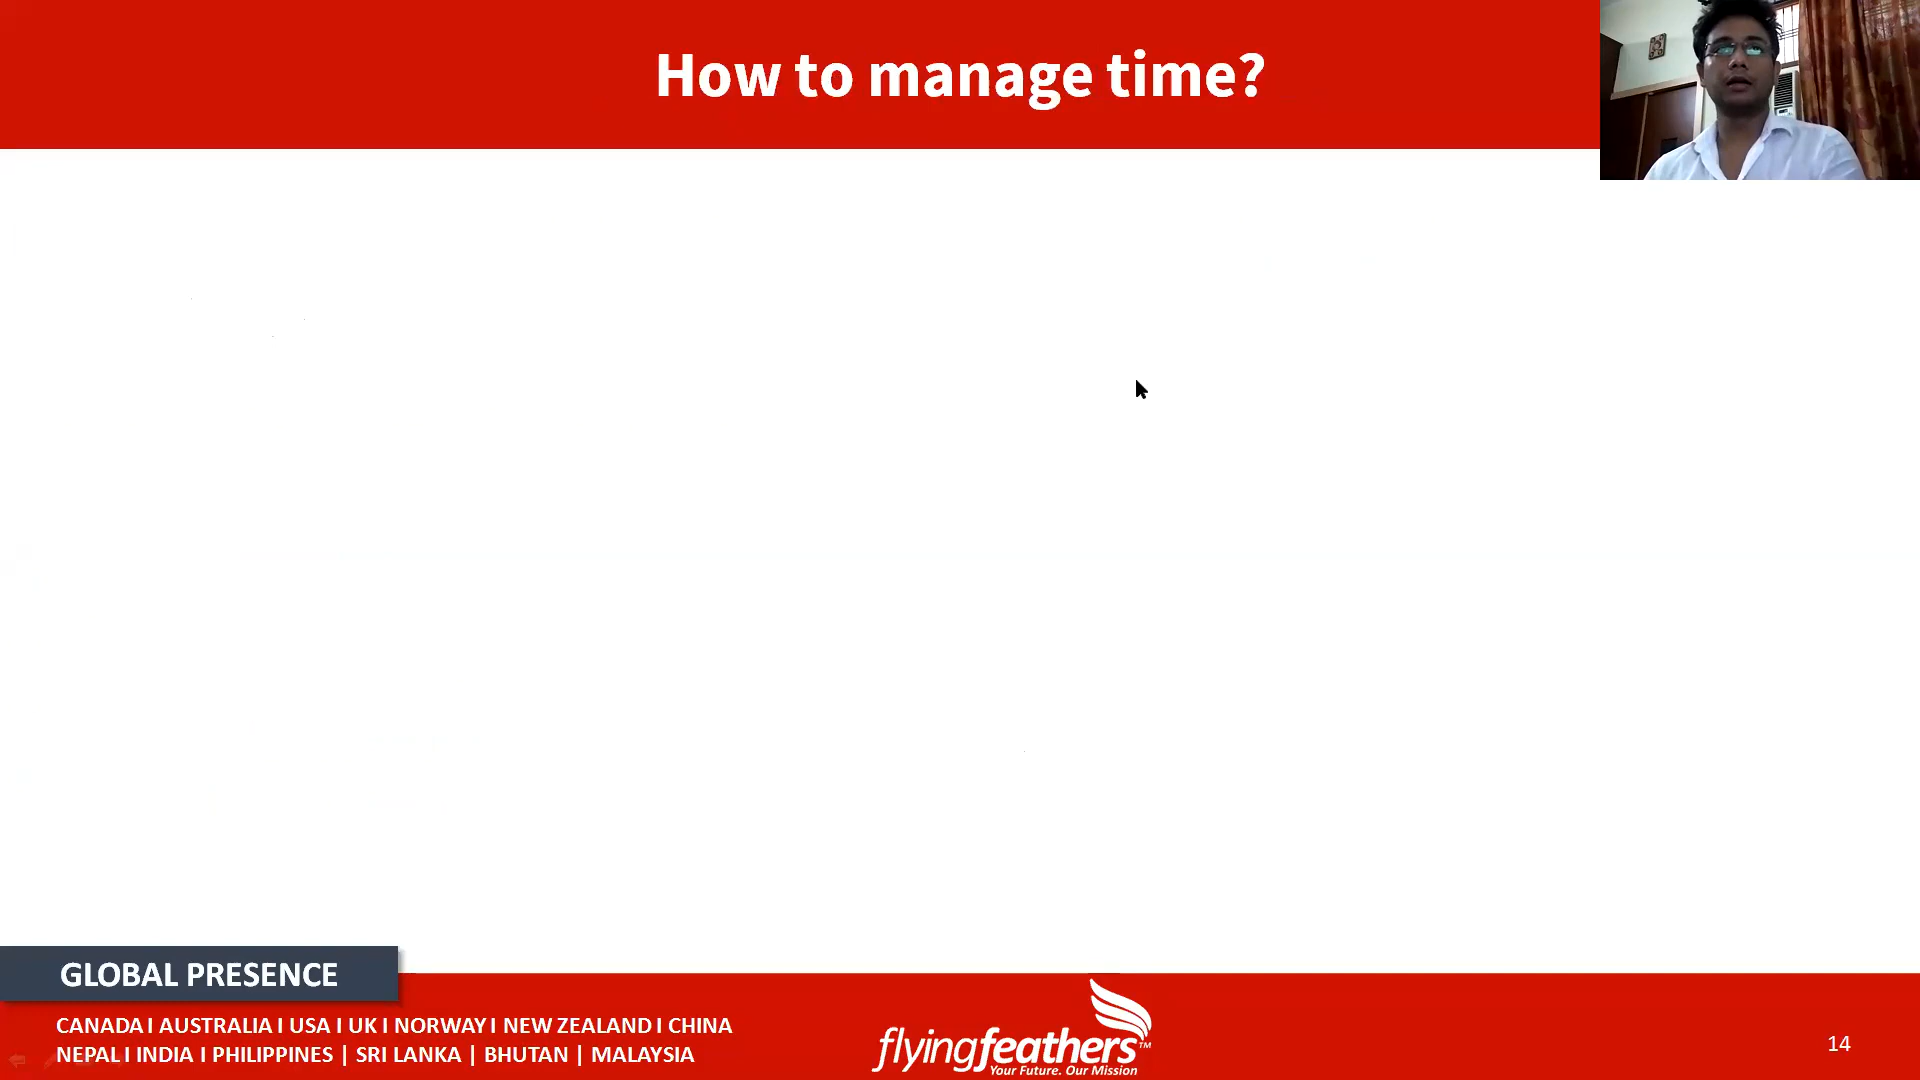 How to manage time?
GLOBAL PRESENCE
CANADA I AUSTRALIA I USA I UK I NORWAY I NEW ZEALAND I CHINA
NEPAL I INDIA I PHILIPPINES | SRI LANKA | BHUTAN | MALAYSIA
flyingfeathers™
Your Future. Our Mission
14